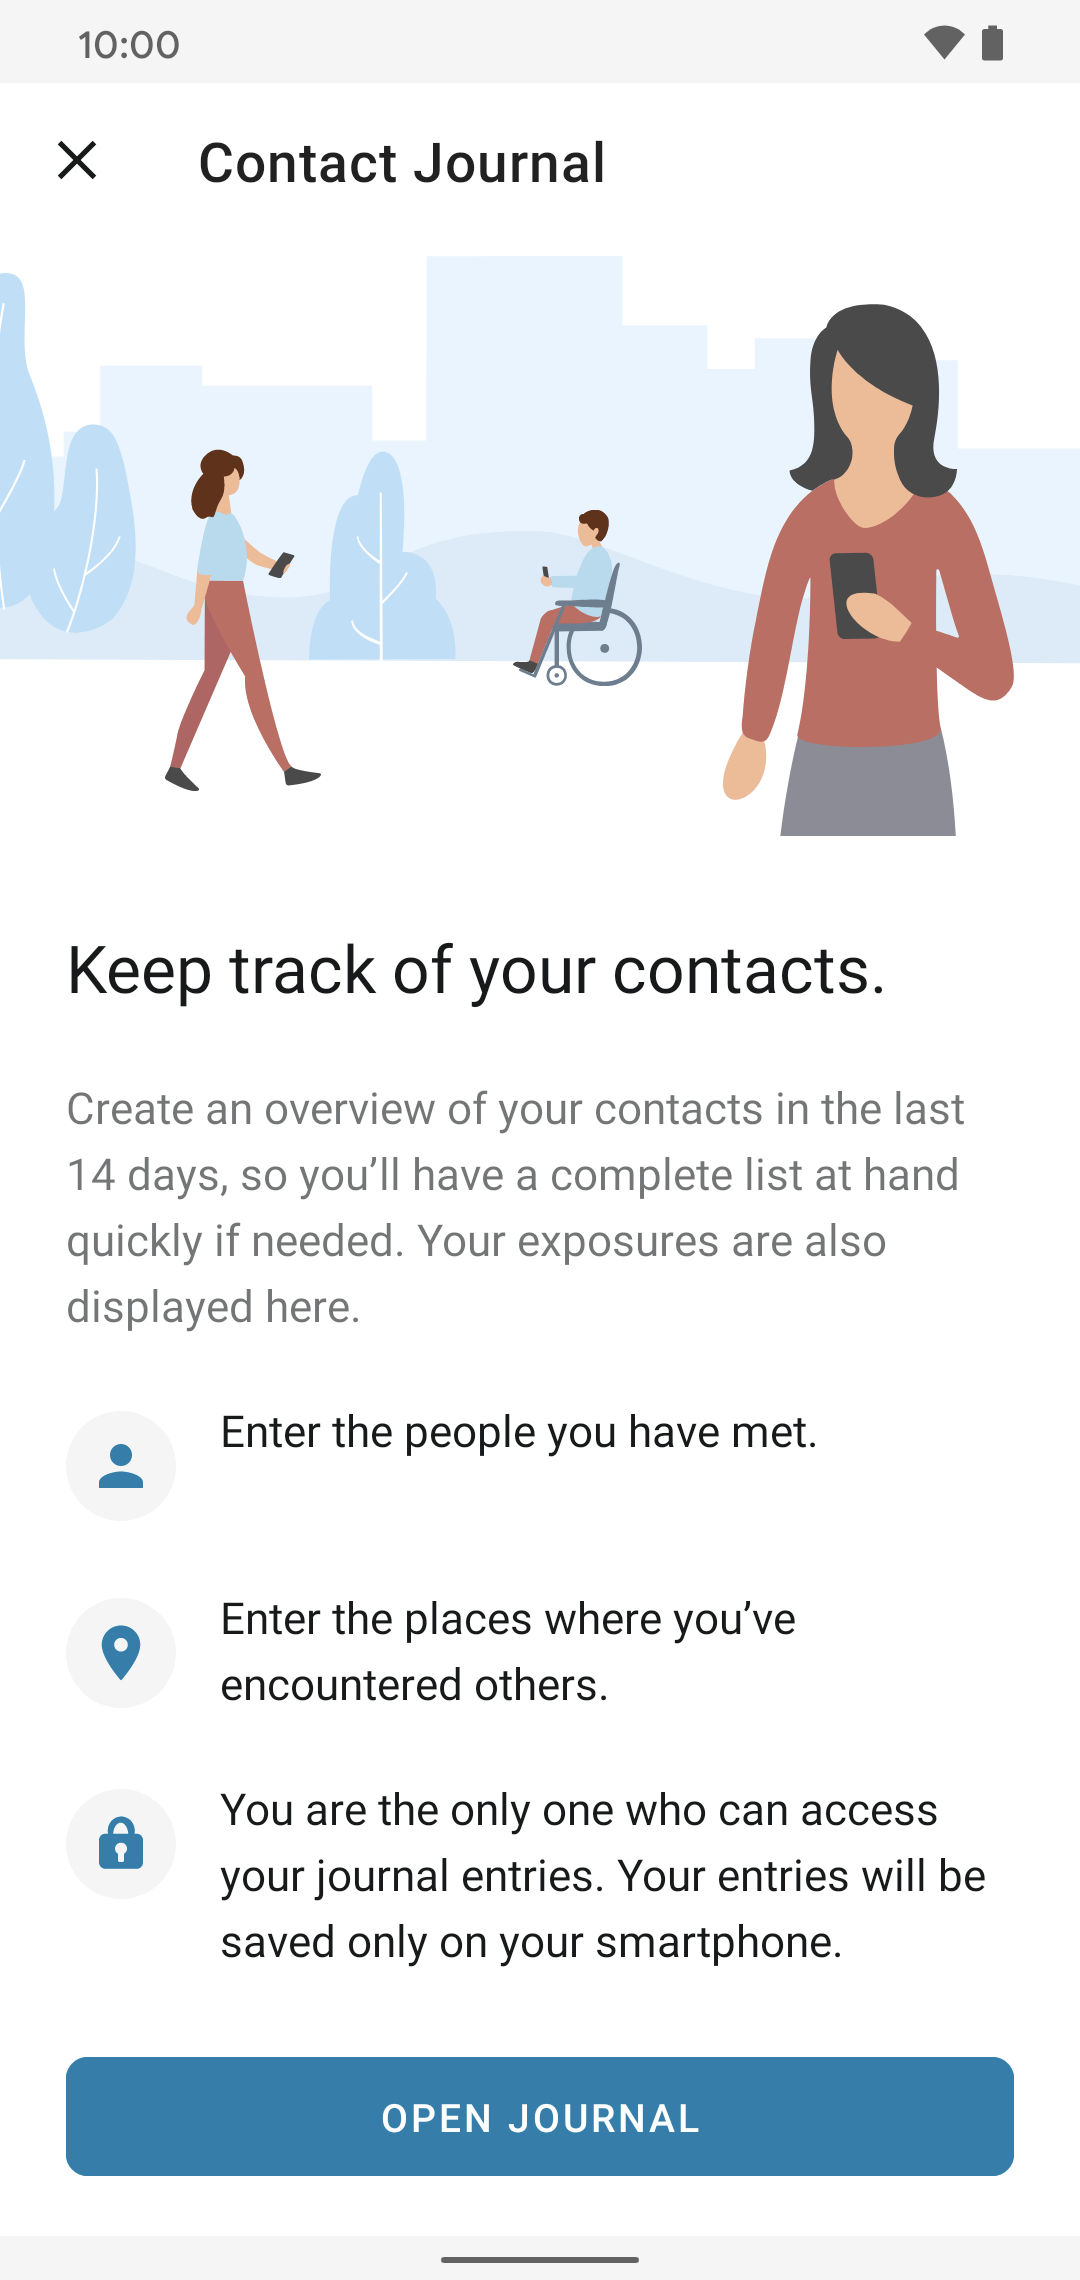 10:00
Contact Journal
Keep track of your contacts.
Create an overview of your contacts in the last
14 days, so you’ll have a complete list at hand
quickly if needed. Your exposures are also
displayed here.
Enter the people you have met.
Enter the places where you’ve
encountered others.
You are the only one who can access
your journal entries. Your entries will be
saved only on your smartphone.
OPEN JOURNAL